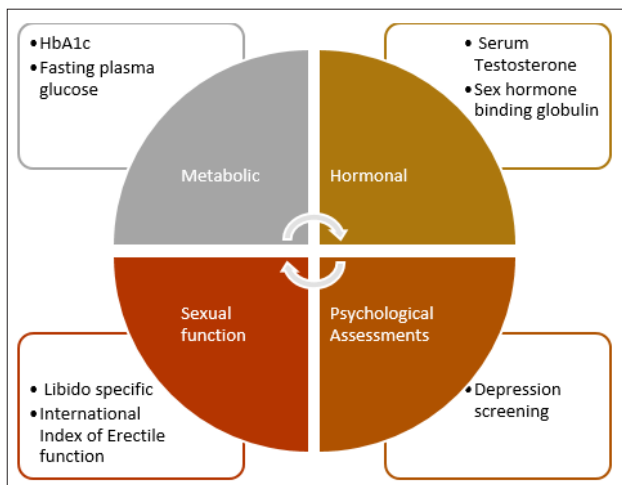 •HbA1c
•Fasting plasma
glucose
• Serum
Testosterone
•Sex hormone
binding globulin
Metabolic
Hormonal
Sexual
function
Psychological
Assessments
• Libido specific
•International
Index of Erectile
function
•Depression
screening